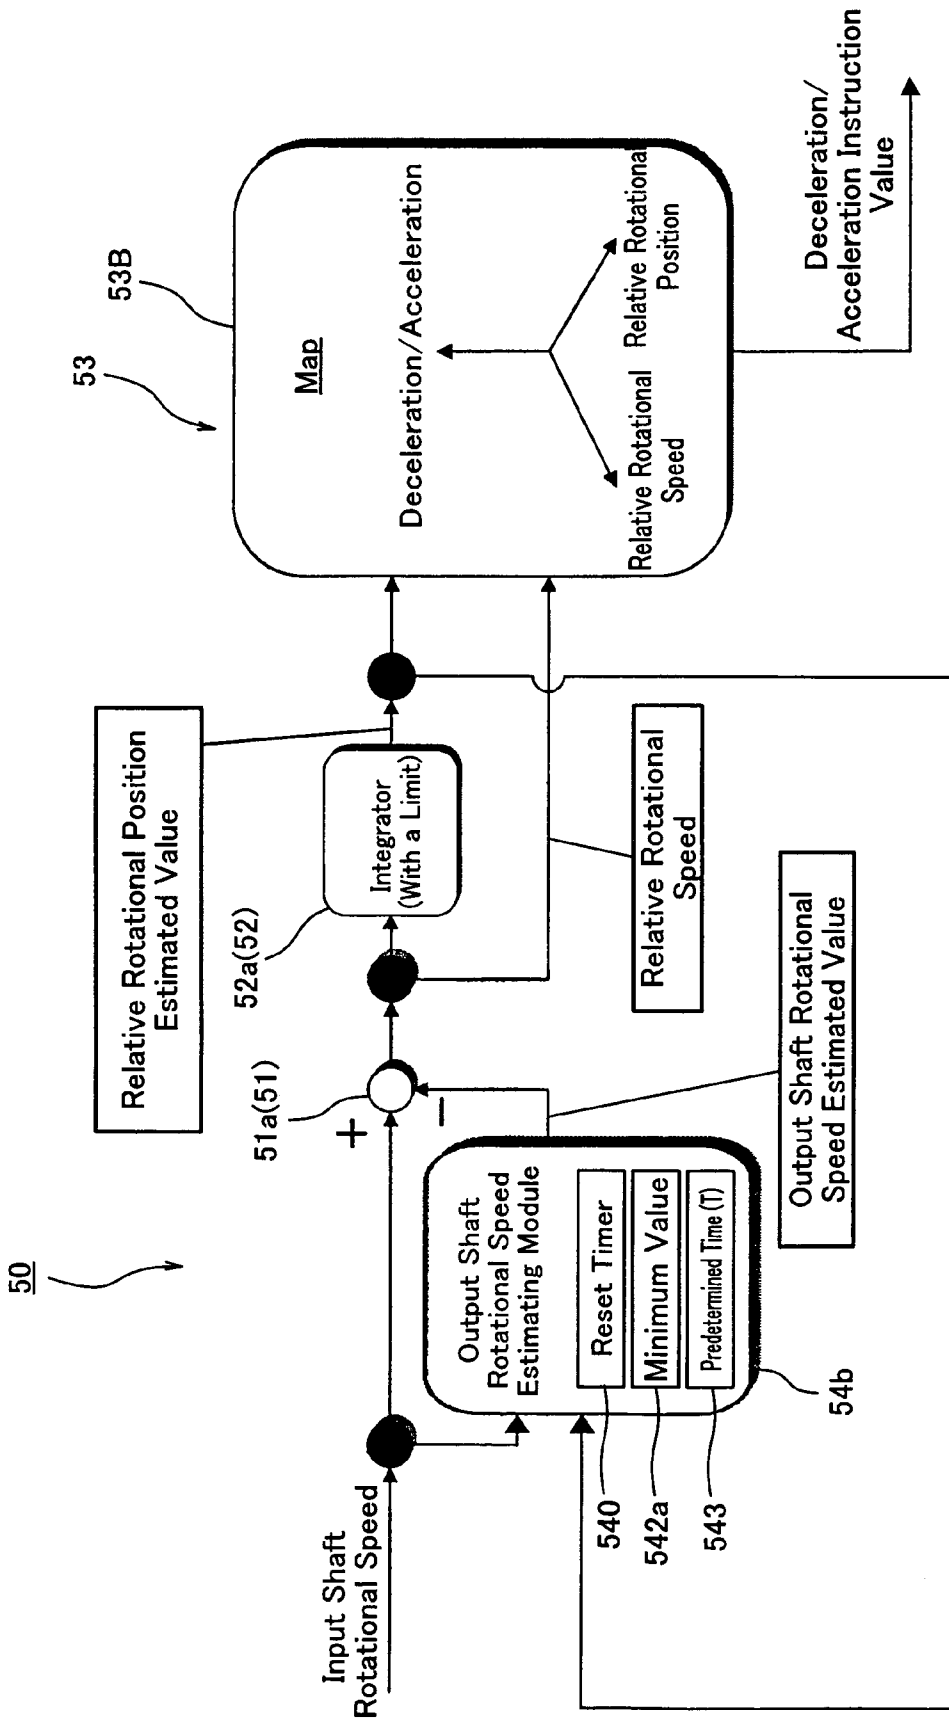 50
Input Shaft
Rotational Speed
+
−
51a(51)
Output Shaft
Rotational Speed
Estimating Module
Reset Timer
Minimum Value
Predetermined Time (T)
540
542a
543
54b
Output Shaft Rotational
Speed Estimated Value
52a(52)
Integrator
(With a Limit)
Relative Rotational Position
Estimated Value
Relative Rotational
Speed
53
53B
Map
Deceleration/Acceleration
Relative Rotational
Speed
Relative Rotational
Position
Deceleration/
Acceleration Instruction
Value